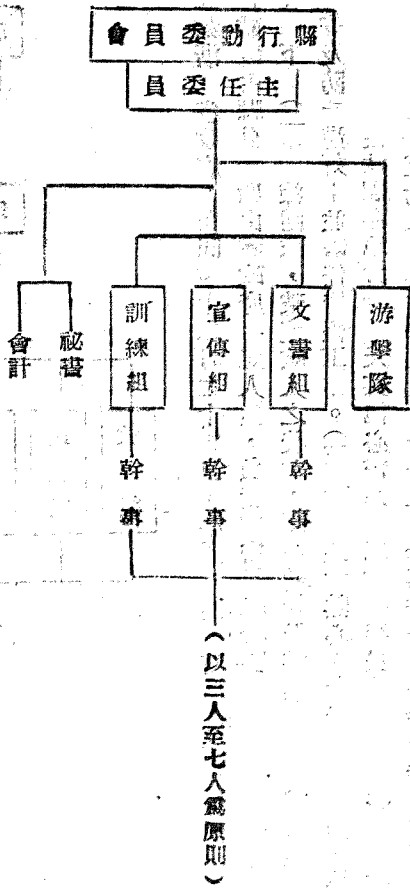 縣行動委員會
主任委員
游擊隊
文書組
幹事
宣傳組
幹事
訓練組
幹事
祕書
會計
（以三人至七人爲原則）